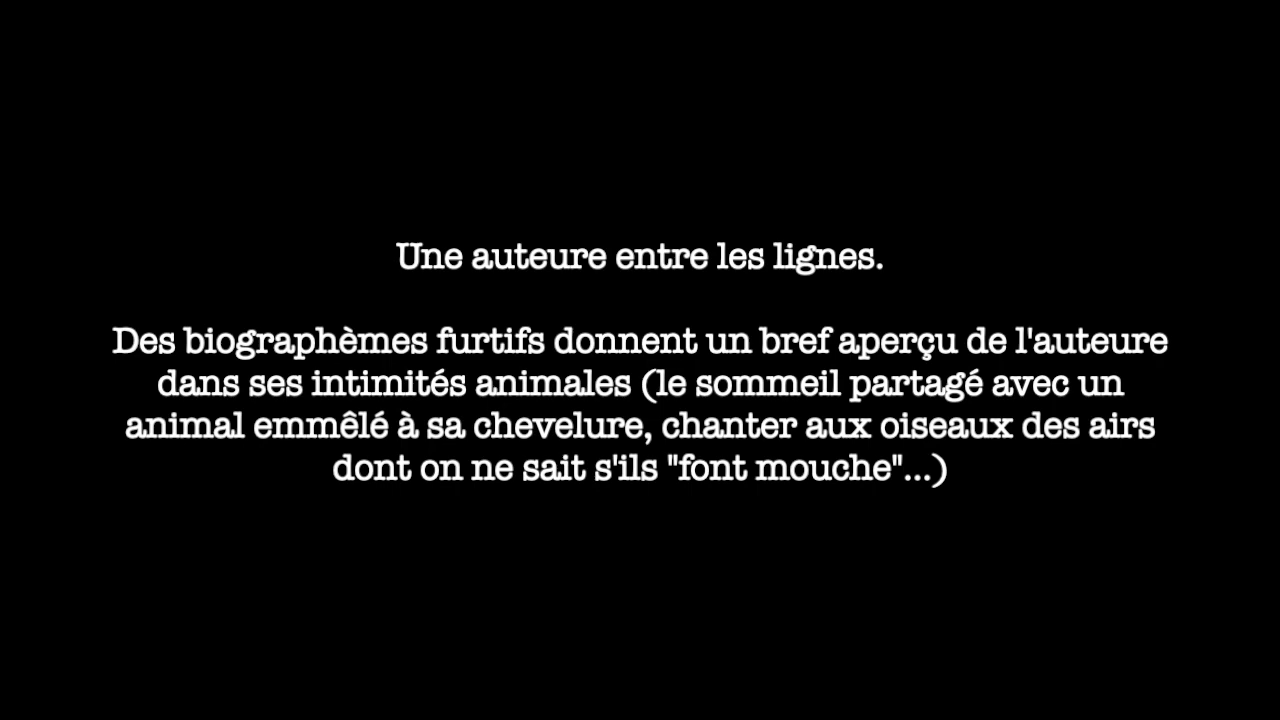 Une auteure entre les lignes.
Des biographèmes furtifs donnent un bref aperçu de l'auteure
dans ses intimités animales (le sommeil partagé avec un
animal emmêlé à sa chevelure, chanter aux oiseaux des airs
dont on ne sait s'ils "font mouche"...)